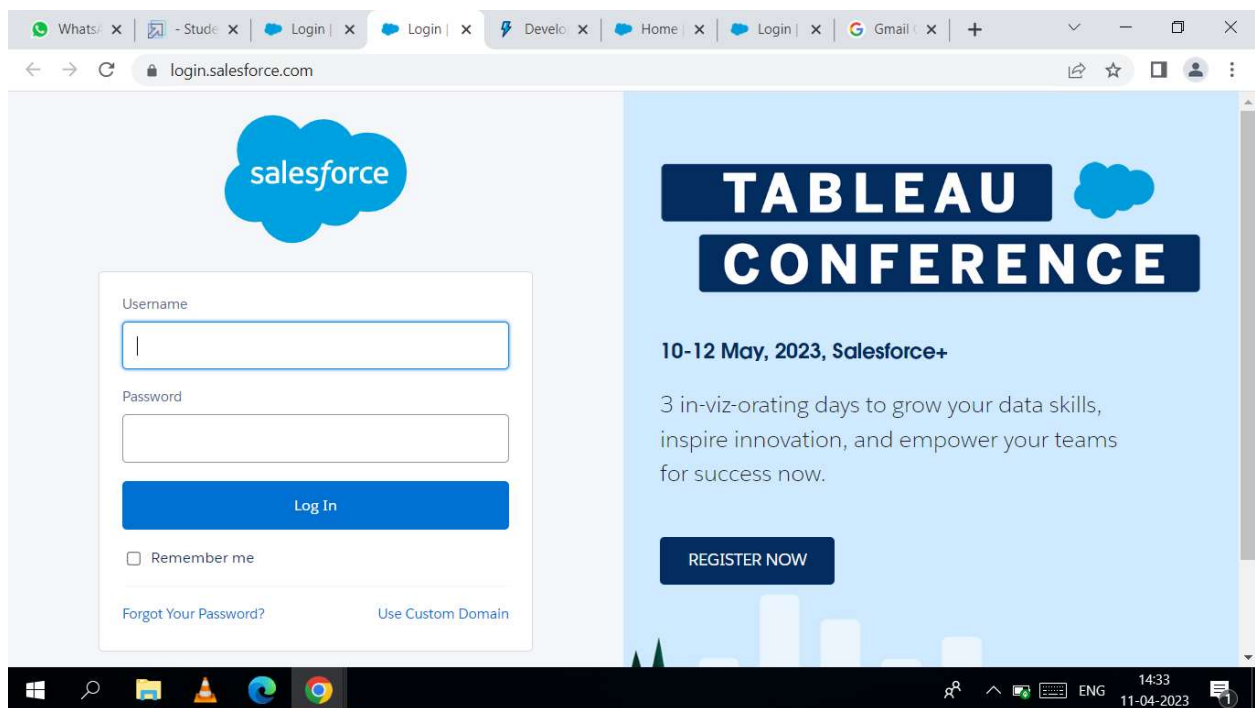 Whats/
- Stude
Login |
Login |
Develo
Home |
Login |
Gmail (
login.salesforce.com
salesforce
Username
Password
Log In
Remember me
Forgot Your Password?
Use Custom Domain
TABLEAU
CONFERENCE
10-12 May, 2023, Salesforce+
3 in-viz-orating days to grow your data skills,
inspire innovation, and empower your teams
for success now.
REGISTER NOW
ENG
14:33
11-04-2023
1